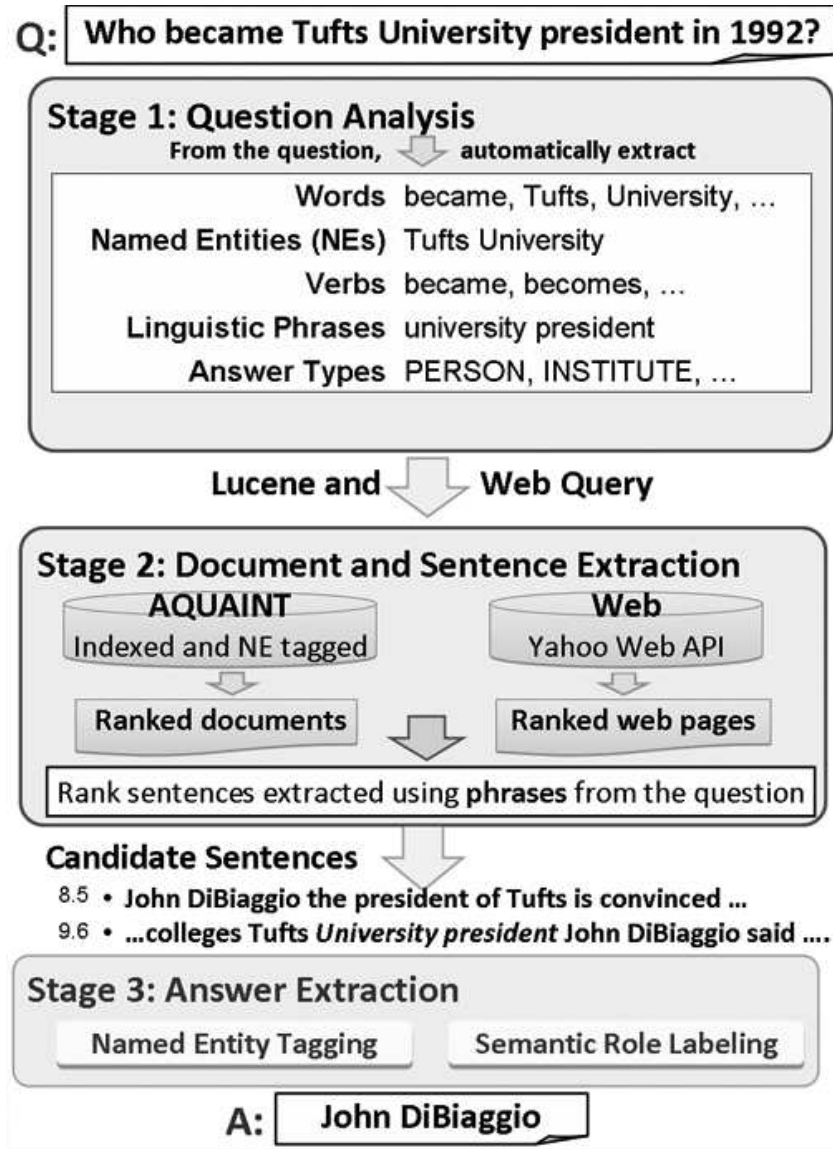 Q: Who became Tufts University president in 1992?
Stage 1: Question Analysis
From the question, automatically extract
Words became, Tufts, University, …
Named Entities (NEs) Tufts University
Verbs became, becomes, …
Linguistic Phrases university president
Answer Types PERSON, INSTITUTE, …
Lucene and Web Query
Stage 2: Document and Sentence Extraction
AQUAINT
Indexed and NE tagged
Ranked documents
Web
Yahoo Web API
Ranked web pages
Rank sentences extracted using phrases from the question
Candidate Sentences
8.5 • John DiBiaggio the president of Tufts is convinced …
9.6 • …colleges Tufts University president John DiBiaggio said ….
Stage 3: Answer Extraction
Named Entity Tagging
Semantic Role Labeling
A: John DiBiaggio